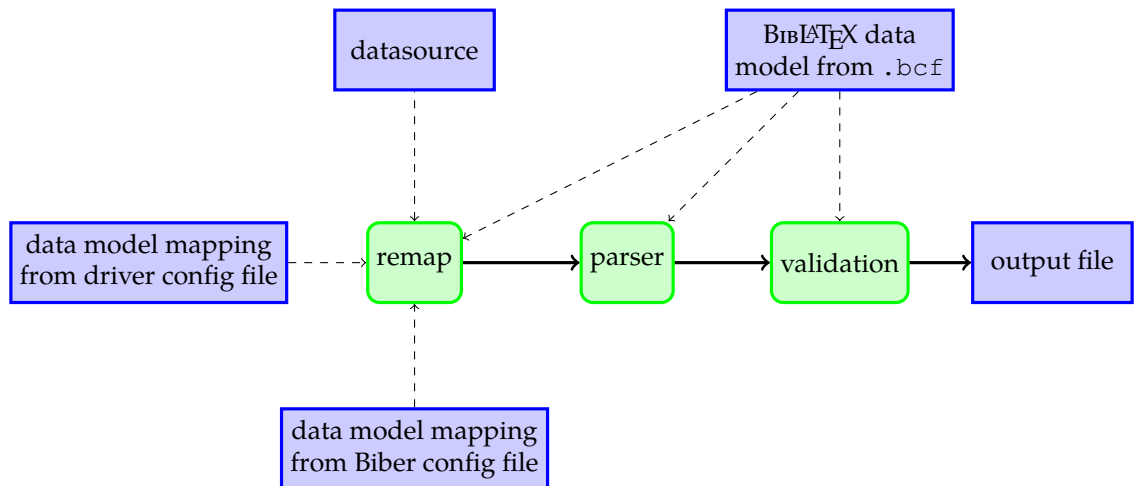 datasource
BIBLATEX data
model from .bcf
data model mapping
from driver config file
remap
parser
validation
output file
data model mapping
from Biber config file